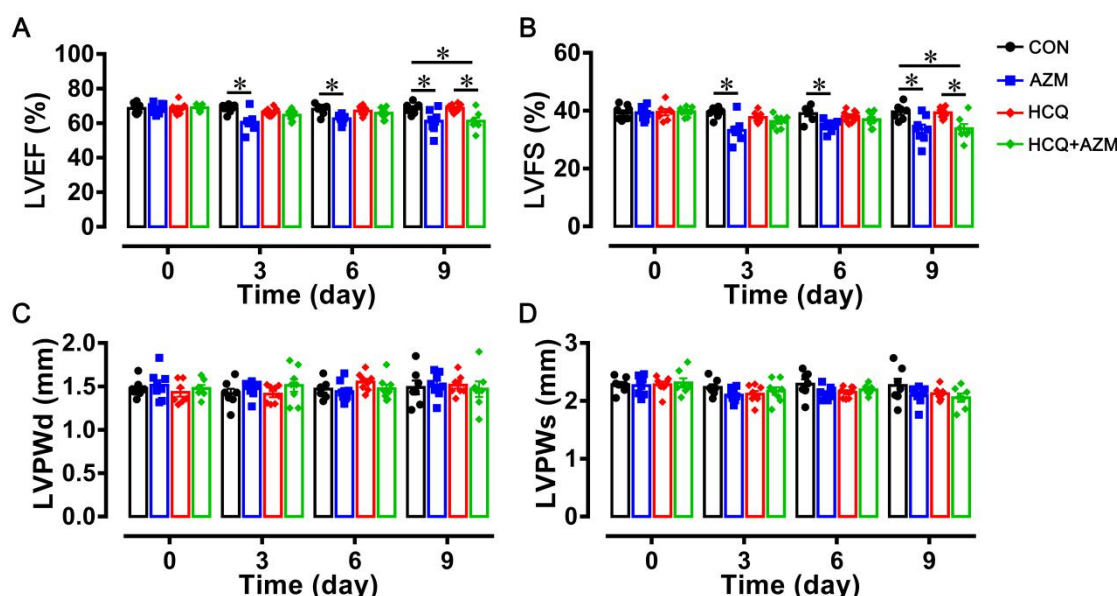 A
LVEF (%)
100
80
60
40
20
0
* * * * *
0 3 6 9
Time (day)
B
LVFS (%)
60
40
20
0
* * * * *
0 3 6 9
Time (day)
CON
AZM
HCQ
HCQ+AZM
C
LVPWd (mm)
2.0
1.5
1.0
0.5
0.0
0 3 6 9
Time (day)
D
LVPWs (mm)
3
2
1
0
0 3 6 9
Time (day)